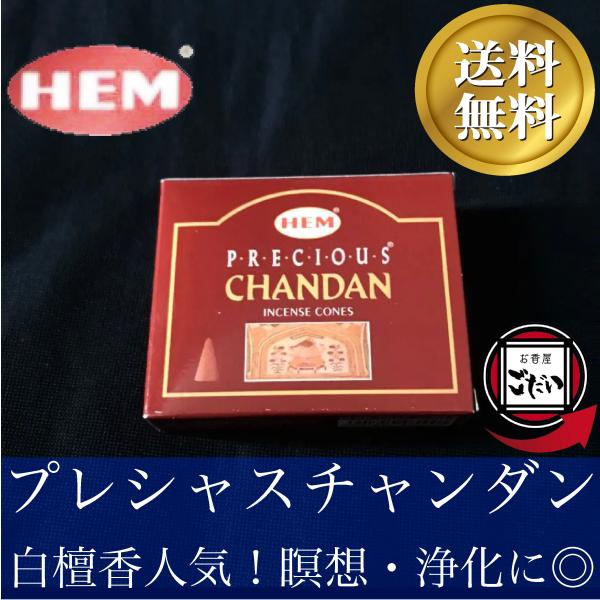 HEM
送料
無料
HEM
P·R·E·C·I·O·U·S
CHANDAN
INCENSE CONES
お香屋
ごだい
プレシャスチャンダン
白檀香人気！瞑想・浄化に◎